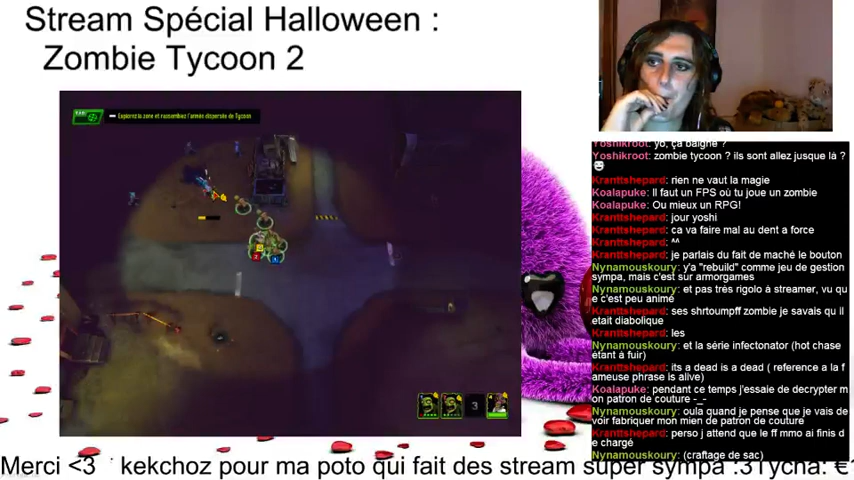 Stream Spécial Halloween :
Zombie Tycoon 2
Explorez la zone et rassemblez l'armée dispersée de Tycoon
3
Yoshikroot: yo, ça baigne ?
Yoshikroot: zombie tycoon ? ils sont allez jusque là ?
Kranttshepard: rien ne vaut la magie
Koalapuke: Il faut un FPS où tu joue un zombie
Koalapuke: Ou mieux un RPG!
Kranttshepard: jour yoshi
Kranttshepard: ca va faire mal au dent a force
Kranttshepard: ^^
Kranttshepard: je parlais du fait de maché le bouton
Nynamouskoury: y'a "rebuild" comme jeu de gestion
sympa, mais c'est sur armorgames
Nynamouskoury: et pas très rigolo à streamer, vu qu
e c'est peu animé
Kranttshepard: ses shrtoumpff zombie je savais qu il
etait diabolique
Kranttshepard: les
Nynamouskoury: et la série infectonator (hot chase
étant à fuir)
Kranttshepard: its a dead is a dead ( reference a la f
ameuse phrase is alive)
Koalapuke: pendant ce temps j'essaie de decrypter m
on patron de couture -_-
Nynamouskoury: oula quand je pense que je vais de
voir fabriquer mon mien de patron de couture
Kranttshepard: perso j attend que le ff mmo ai finis d
e chargé
Nynamouskoury: (craftage de sac)
Merci <3 kekchoz pour ma poto qui fait des stream super sympa :3Tycha: €